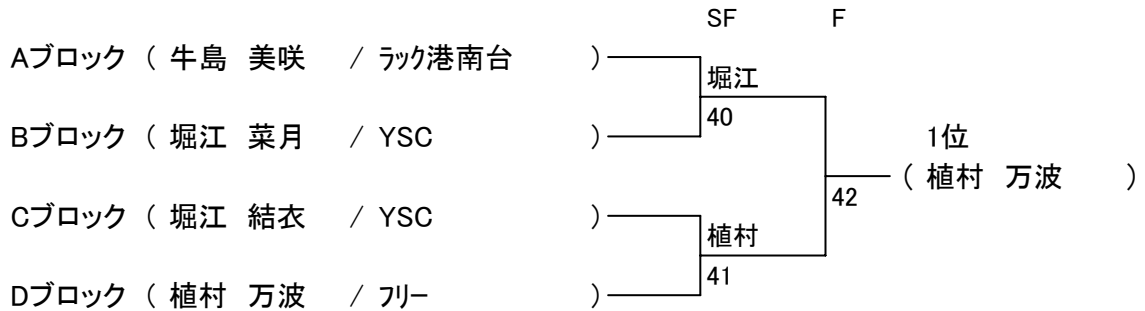 SF F
Aブロック （ 牛島 美咲 / ﾗｯｸ港南台 ）
堀江
40
Bブロック （ 堀江 菜月 / YSC ）
1位
（ 植村 万波 ）
42
Cブロック （ 堀江 結衣 / YSC ）
植村
41
Dブロック （ 植村 万波 / ﾌﾘｰ ）